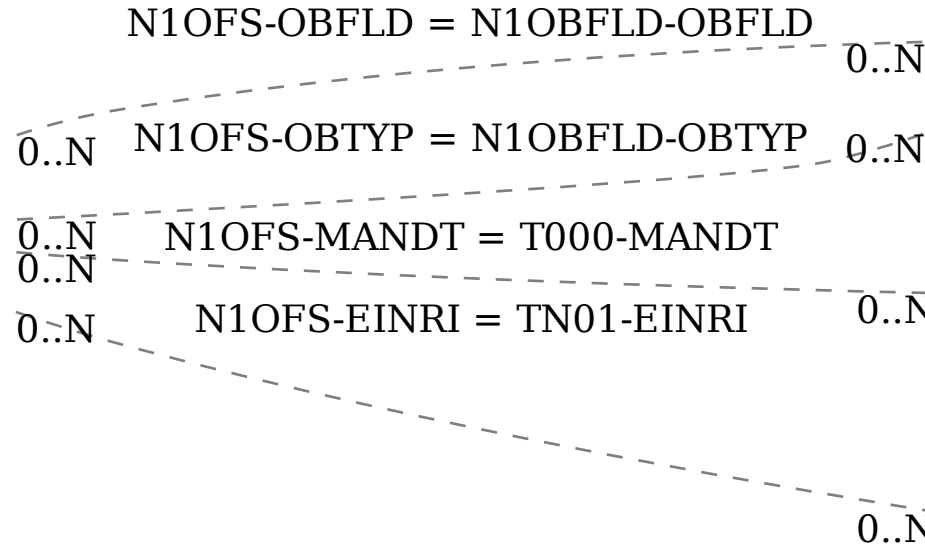 N1OFS-OBFLD = N1OBFLD-OBFLD
0..N
0..N N1OFS-OBTYP = N1OBFLD-OBTYP 0..N
0..N N1OFS-MANDT = T000-MANDT
0..N
0..N N1OFS-EINRI = TN01-EINRI 0..N
0..N